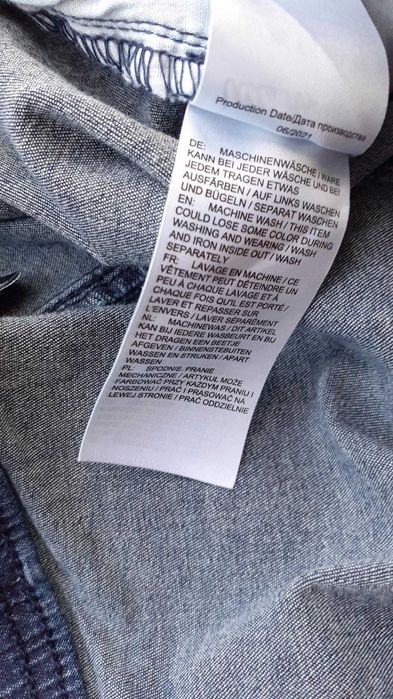 Production Date/Дата производства
06/2021
DE: MASCHINENWÄSCHE / WARE
KANN BEI JEDER WÄSCHE UND BEI
JEDEM TRAGEN ETWAS
AUSFÄRBEN / AUF LINKS WASCHEN
UND BÜGELN / SEPARAT WASCHEN
EN: MACHINE WASH / THIS ITEM
COULD LOSE SOME COLOR DURING
WASHING AND WEARING / WASH
AND IRON INSIDE OUT / WASH
SEPARATELY
FR: LAVAGE EN MACHINE / CE
VÊTEMENT PEUT DÉTEINDRE UN
PEU À CHAQUE LAVAGE ET À
CHAQUE FOIS QU'IL EST PORTÉ /
LAVER ET REPASSER SUR
L'ENVERS / LAVER SÉPARÉMENT
NL: MACHINEWAS / DIT ARTIKEL
KAN BIJ IEDERE WASBEURT EN BIJ
HET DRAGEN EEN BEETJE
AFGEVEN / BINNENSTEBUITEN
WASSEN EN STRIJKEN / APART
WASSEN
PL: SPODNIE. PRANIE
MECHANICZNE / ARTYKUŁ MOŻE
FARBOWAĆ PRZY KAŻDYM PRANIU I
NOSZENIU / PRAĆ I PRASOWAĆ NA
LEWEJ STRONIE / PRAĆ ODDZIELNIE